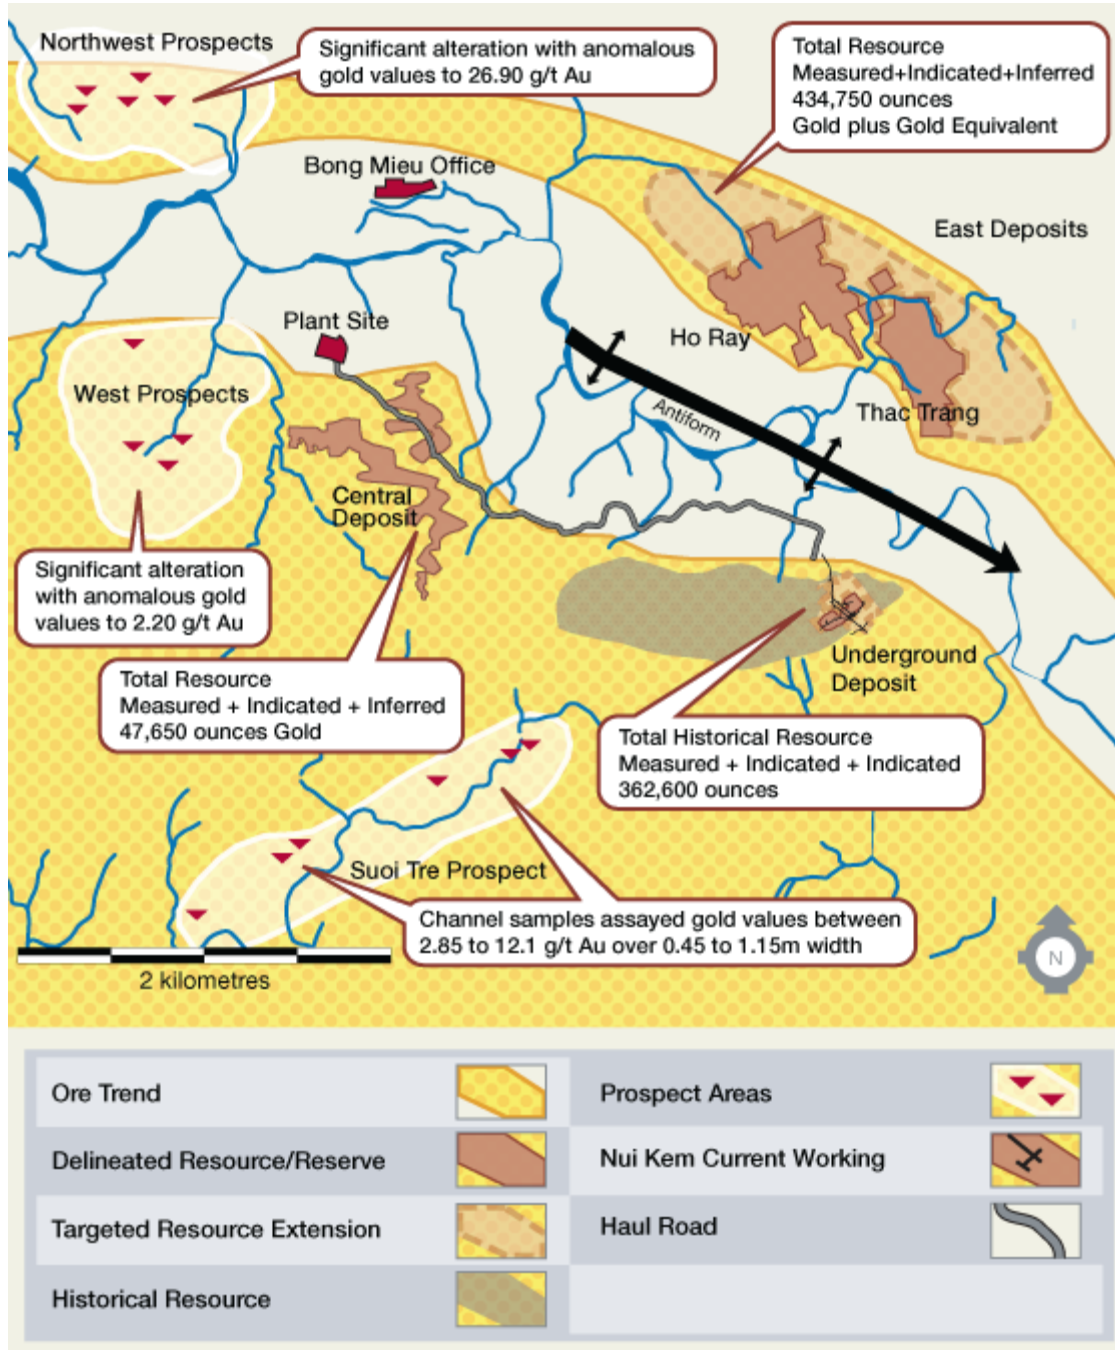 Northwest Prospects
Significant alteration with anomalous
gold values to 26.90 g/t Au
Total Resource
Measured+Indicated+Inferred
434,750 ounces
Gold plus Gold Equivalent
Bong Mieu Office
East Deposits
Plant Site
Ho Ray
West Prospects
Antiform
Thac Trang
Central
Deposit
Significant alteration
with anomalous gold
values to 2.20 g/t Au
Underground
Deposit
Total Resource
Measured + Indicated + Inferred
47,650 ounces Gold
Total Historical Resource
Measured + Indicated + Indicated
362,600 ounces
Suoi Tre Prospect
Channel samples assayed gold values between
2.85 to 12.1 g/t Au over 0.45 to 1.15m width
2 kilometres
N
Ore Trend
Prospect Areas
Delineated Resource/Reserve
Nui Kem Current Working
Targeted Resource Extension
Haul Road
Historical Resource